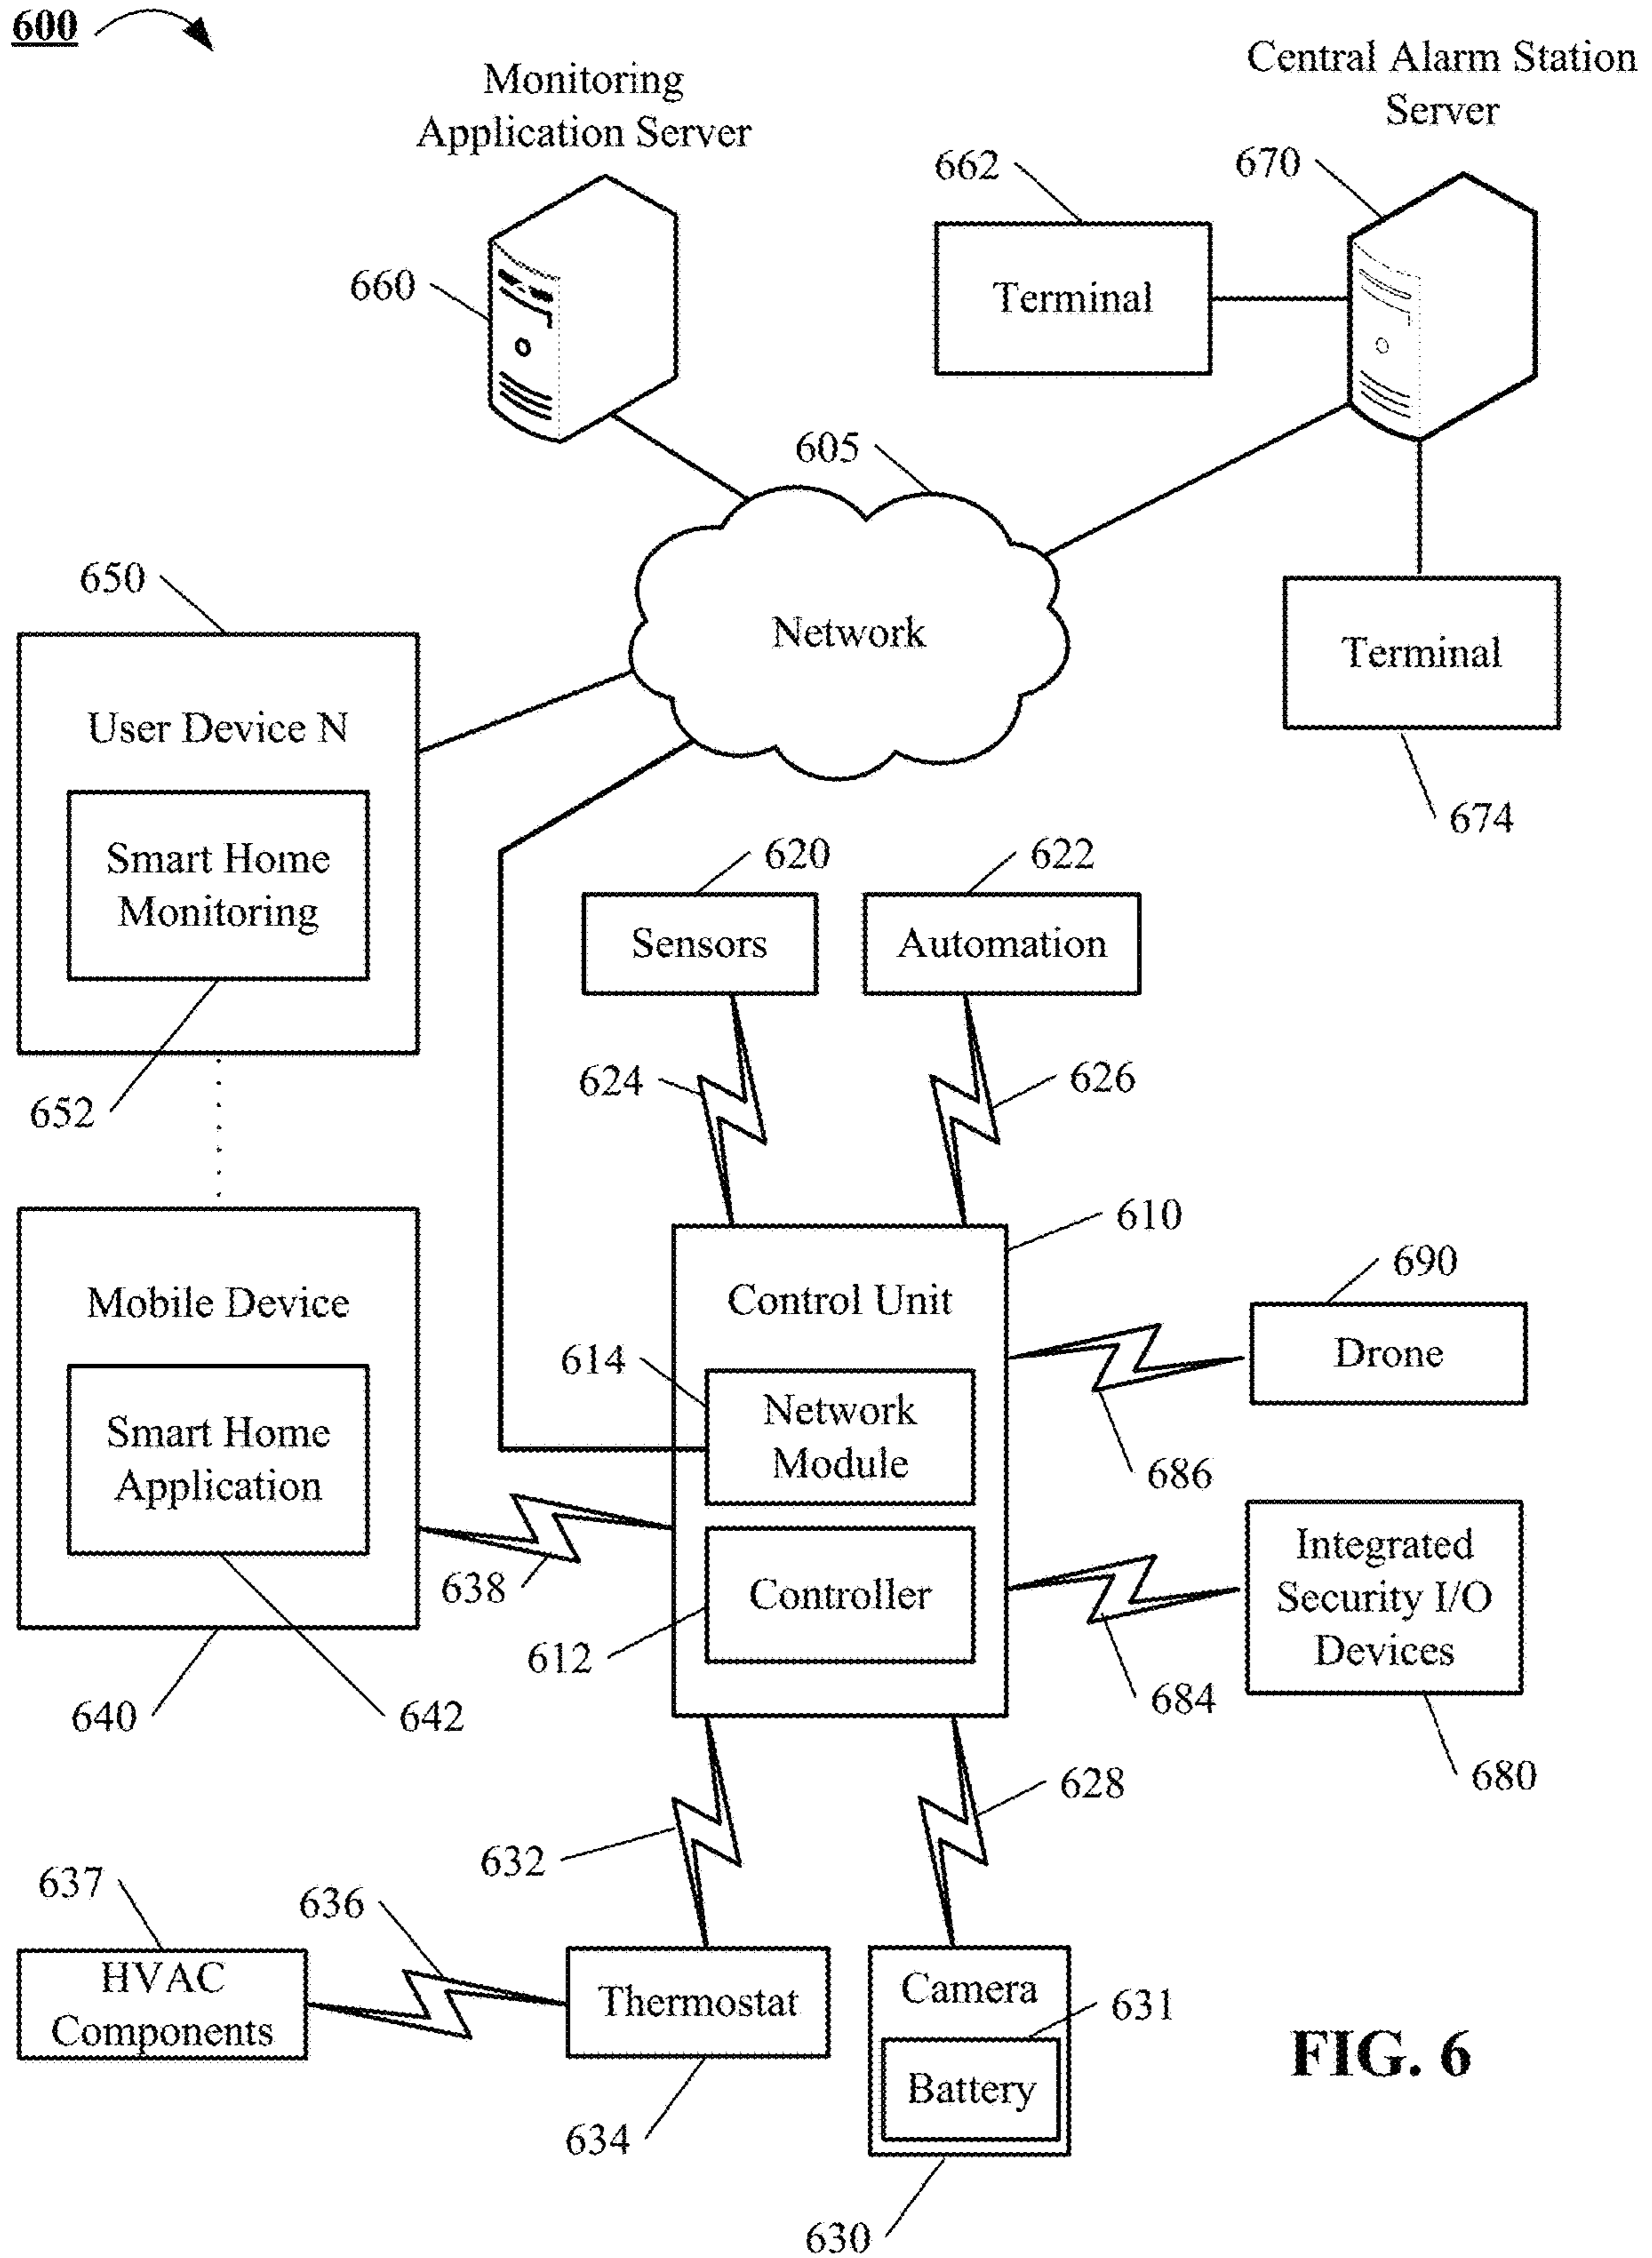 600
Monitoring
Application Server
Central Alarm Station
Server
662
670
Terminal
660
605
650
Network
Terminal
User Device N
674
Smart Home
Monitoring
620
622
Sensors
Automation
624
626
652
610
690
Mobile Device
Control Unit
Drone
614
Network
Module
686
Smart Home
Application
Integrated
Security I/O
Devices
638
Controller
612
684
640
642
680
628
632
637
636
HVAC
Components
Thermostat
Camera
631
Battery
FIG. 6
634
630